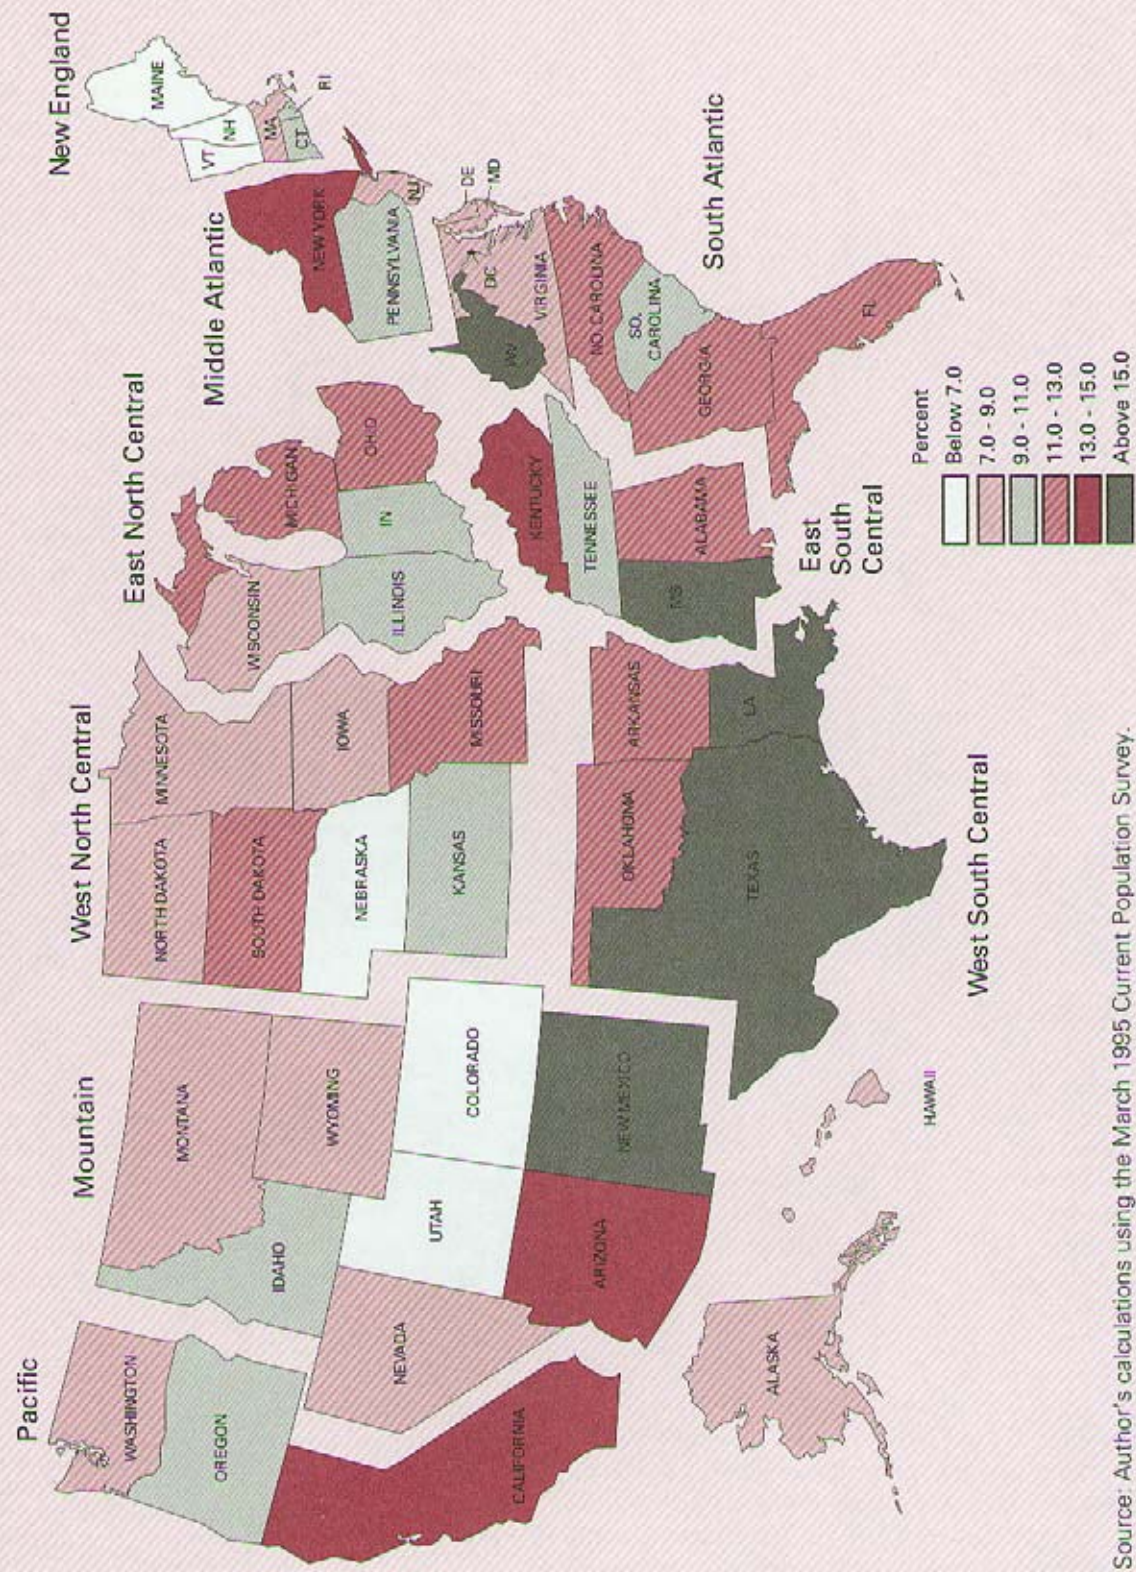 Pacific
Mountain
West North Central
East North Central
Middle Atlantic
New England
WASHINGTON
OREGON
CALIFORNIA
NEVADA
IDAHO
MONTANA
WYOMING
UTAH
COLORADO
ARIZONA
NEW MEXICO
ALASKA
HAWAII
NORTH DAKOTA
SOUTH DAKOTA
NEBRASKA
KANSAS
MINNESOTA
IOWA
MISSOURI
OKLAHOMA
ARKANSAS
TEXAS
LA
West South Central
WISCONSIN
MICHIGAN
ILLINOIS
IN
OHIO
KENTUCKY
TENNESSEE
MS
ALABAMA
East
South
Central
NEW YORK
PENNSYLVANIA
NJ
MAINE
VT
NH
MA
CT
RI
DE
MD
DC
WV
VIRGINIA
NO. CAROLINA
SO.
CAROLINA
GEORGIA
FL
South Atlantic
Percent
Below 7.0
7.0 - 9.0
9.0 - 11.0
11.0 - 13.0
13.0 - 15.0
Above 15.0
Source: Author's calculations using the March 1995 Current Population Survey.